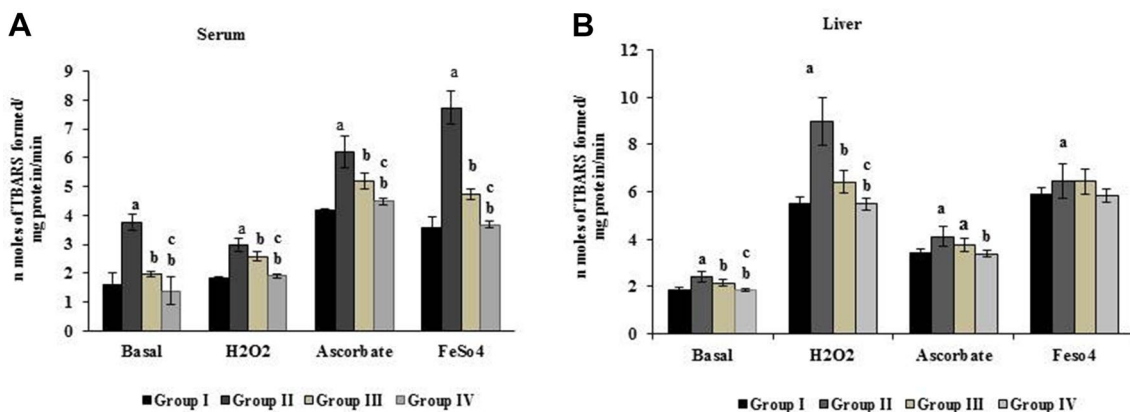 A
Serum
n moles of TBARS formed/
mg protein/min
9
8
7
6
5
4
3
2
1
0
a
b
c
b
a
b
c
b
a
b
c
b
a
b
c
b
Basal H2O2 Ascorbate FeSo4
Group I Group II Group III Group IV
B
Liver
n moles of TBARS formed/
mg protein/min
12
10
8
6
4
2
0
a
b
c
b
a
b
c
b
a
a
b
a
Basal H2O2 Ascorbate Feso4
Group I Group II Group III Group IV